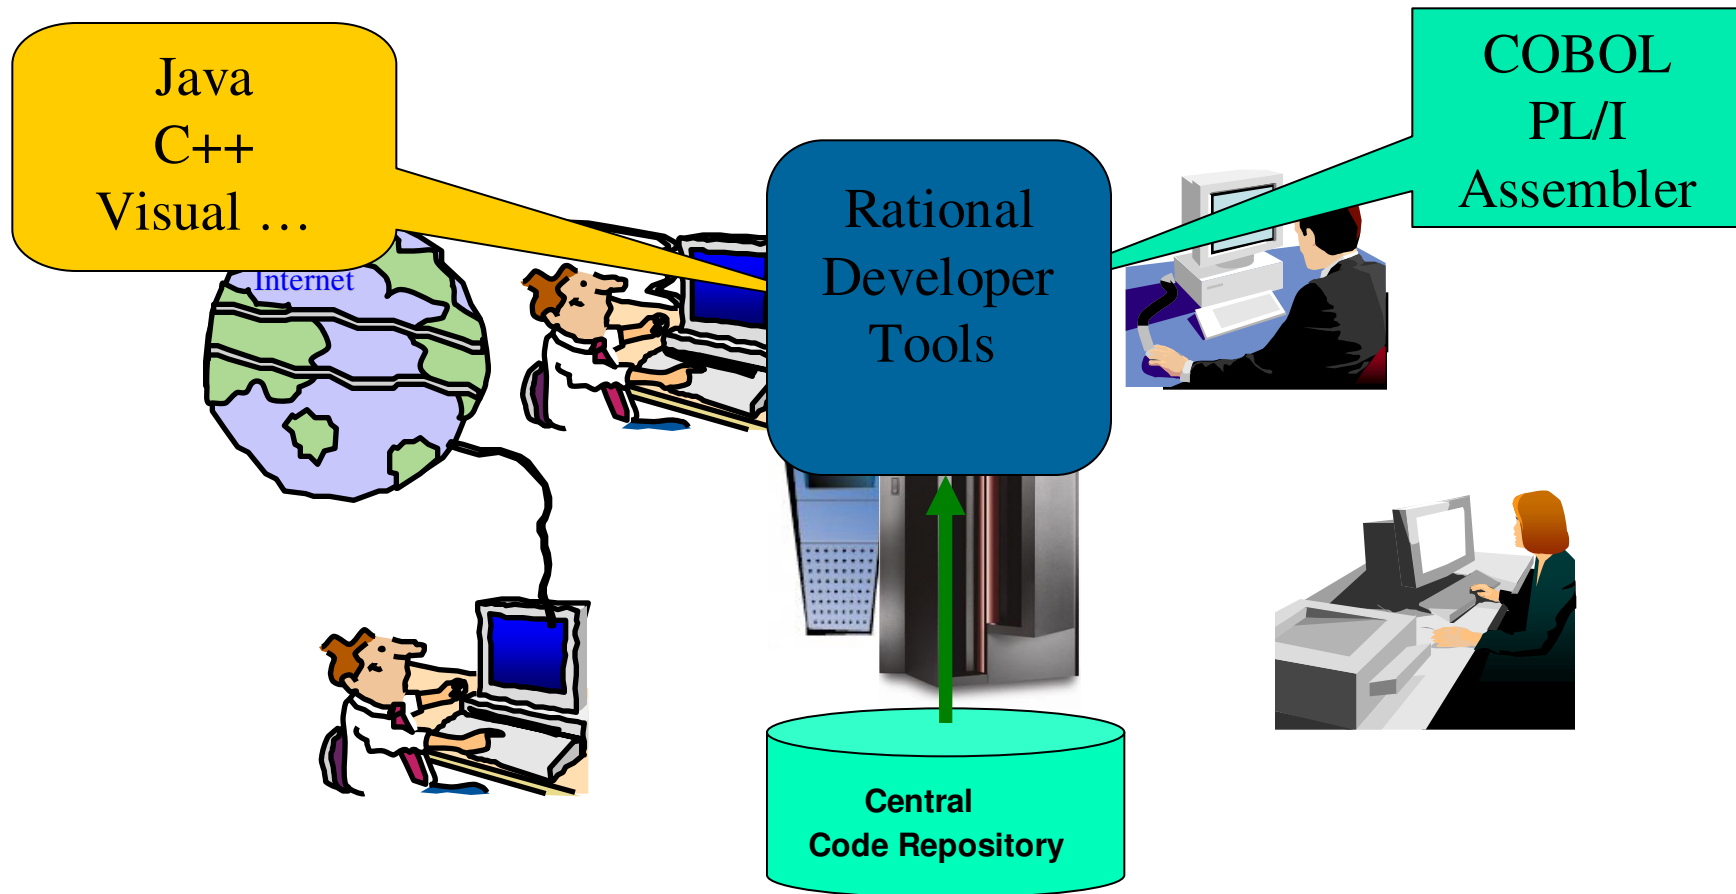 Java
C++
Visual …
Internet
Rational
Developer
Tools
COBOL
PL/I
Assembler
Central
Code Repository